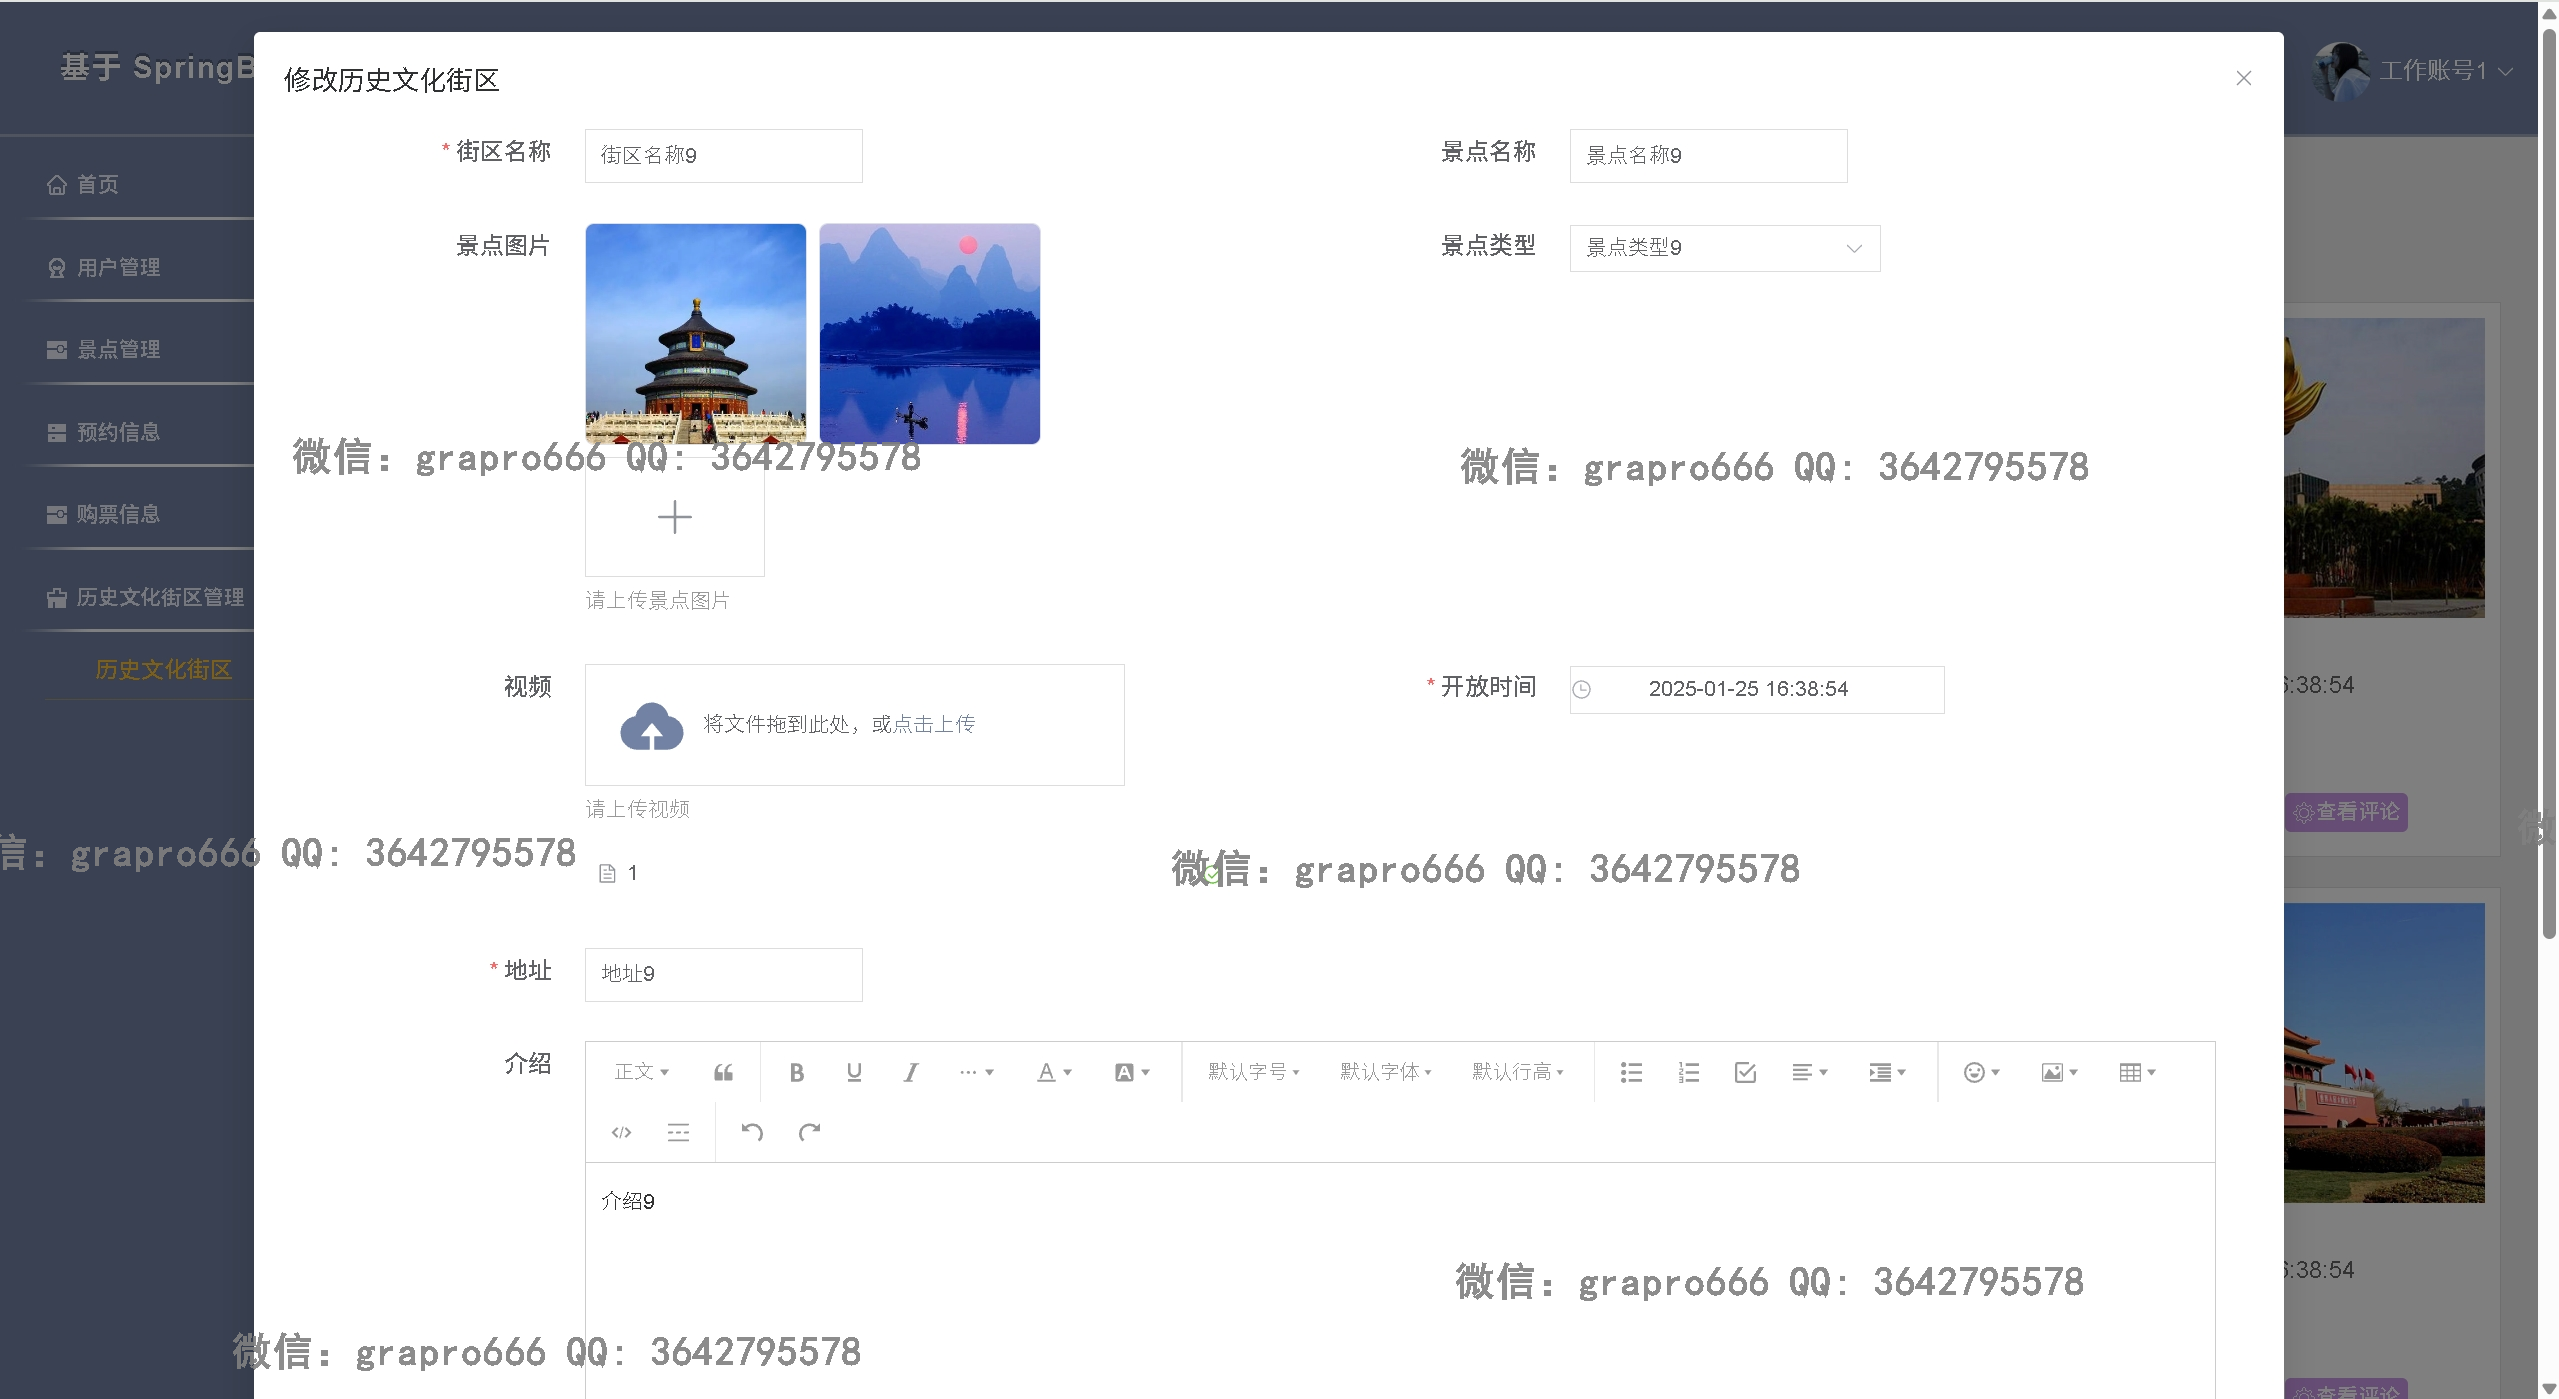 基于 SpringB
修改历史文化街区
工作账号1
首页
用户管理
景点管理
预约信息
购票信息
历史文化街区管理
历史文化街区
* 街区名称
街区名称9
景点名称
景点名称9
景点图片
景点类型
景点类型9
微信：grapro666 QQ: 3642795578
微信：grapro666 QQ: 3642795578
请上传景点图片
视频
将文件拖到此处，或点击上传
* 开放时间
2025-01-25 16:38:54
:38:54
请上传视频
查看评论
信：grapro666 QQ: 3642795578
1
微信：grapro666 QQ: 3642795578
微
* 地址
地址9
介绍
正文
默认字号
默认字体
默认行高
介绍9
:38:54
微信：grapro666 QQ: 3642795578
微信：grapro666 QQ: 3642795578
查看评论